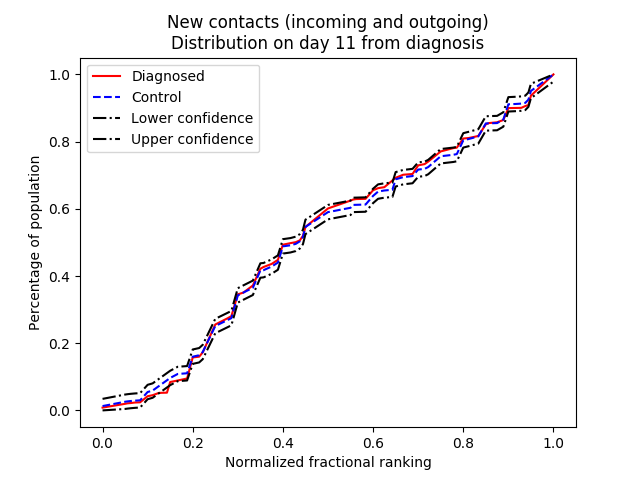 New contacts (incoming and outgoing)
Distribution on day 11 from diagnosis
Diagnosed
Control
Lower confidence
Upper confidence
Percentage of population
1.0
0.8
0.6
0.4
0.2
0.0
0.0 0.2 0.4 0.6 0.8 1.0
Normalized fractional ranking